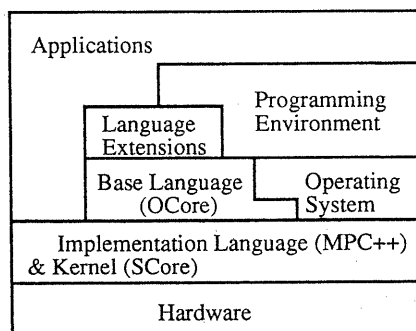 Applications
Programming
Environment
Language
Extensions
Base Language
(OCore)
Operating
System
Implementation Language (MPC++)
& Kernel (SCore)
Hardware